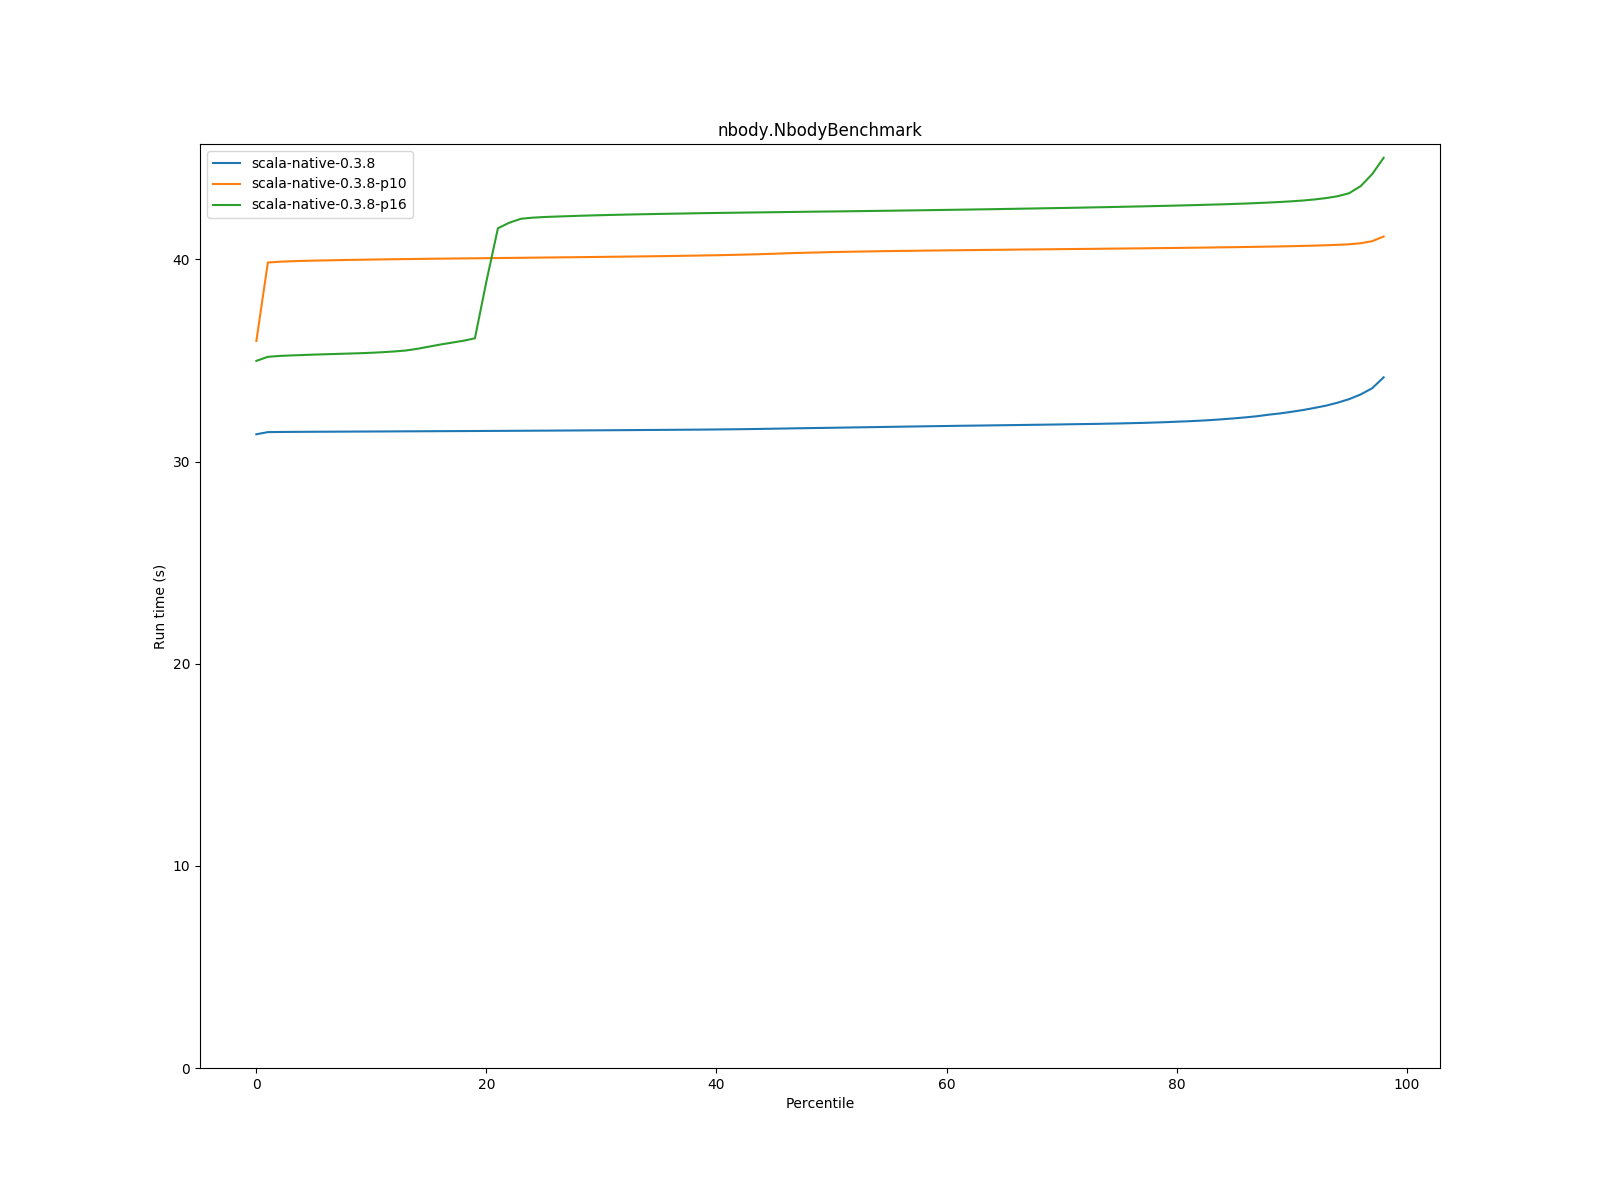 nbody.NbodyBenchmark
scala-native-0.3.8
scala-native-0.3.8-p10
scala-native-0.3.8-p16
40
30
20
10
0
Run time (s)
0 20 40 60 80 100
Percentile